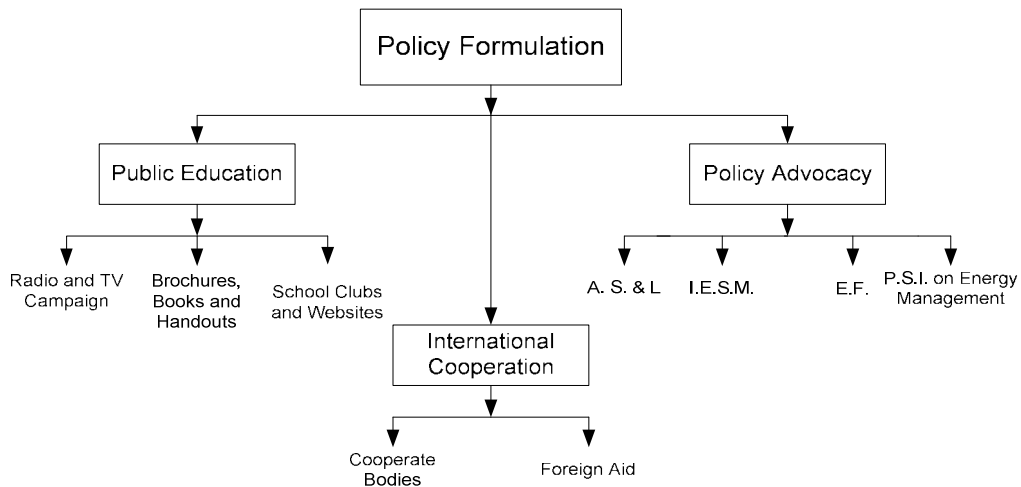 Policy Formulation
Public Education
Policy Advocacy
Radio and TV
Campaign
Brochures,
Books and
Handouts
School Clubs
and Websites
A. S. & L
I.E.S.M.
E.F.
P.S.I. on Energy
Management
International
Cooperation
Cooperate
Bodies
Foreign Aid